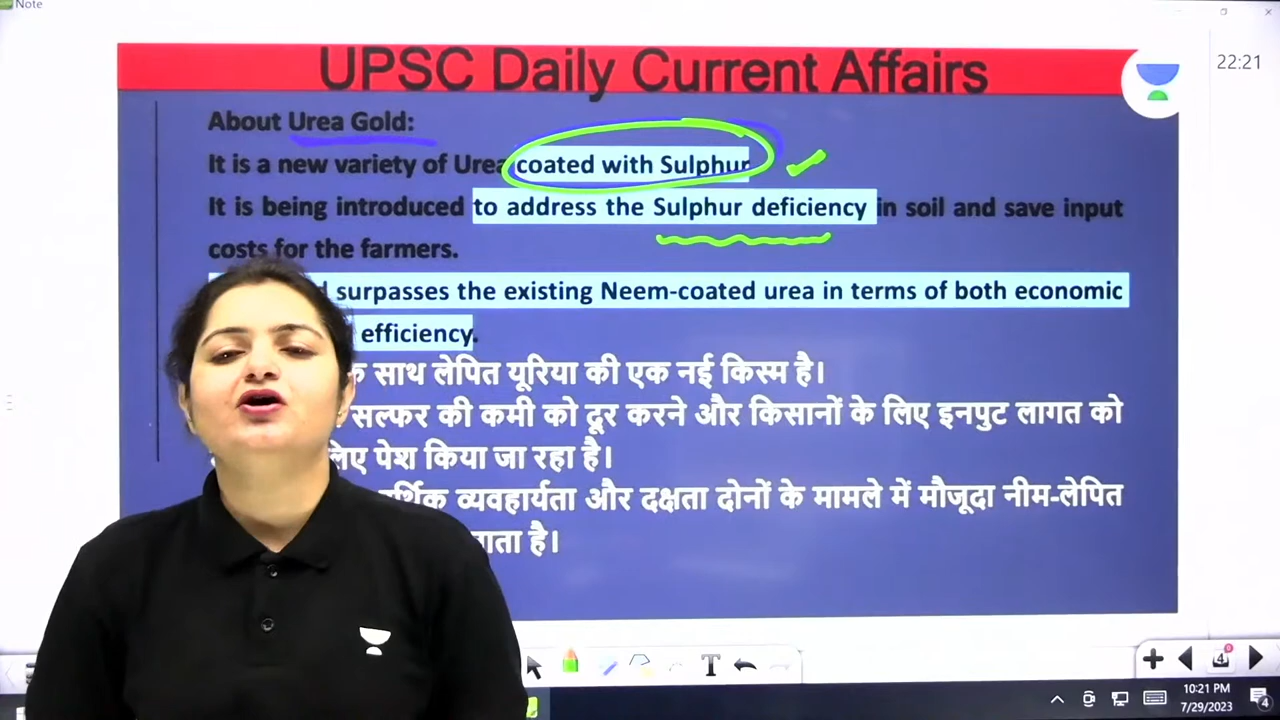 Note
UPSC Daily Current Affairs
22:21
About Urea Gold:
It is a new variety of Urea coated with Sulphur
It is being introduced to address the Sulphur deficiency in soil and save input
costs for the farmers.
surpasses the existing Neem-coated urea in terms of both economic
efficiency.
साथ लेपित यूरिया की एक नई किस्म है।
सल्फर की कमी को दूर करने और किसानों के लिए इनपुट लागत को
लिए पेश किया जा रहा है।
व्यवहार्यता और दक्षता दोनों के मामले में मौजूदा नीम-लेपित
है।
T
4
10:21 PM
7/29/2023
4